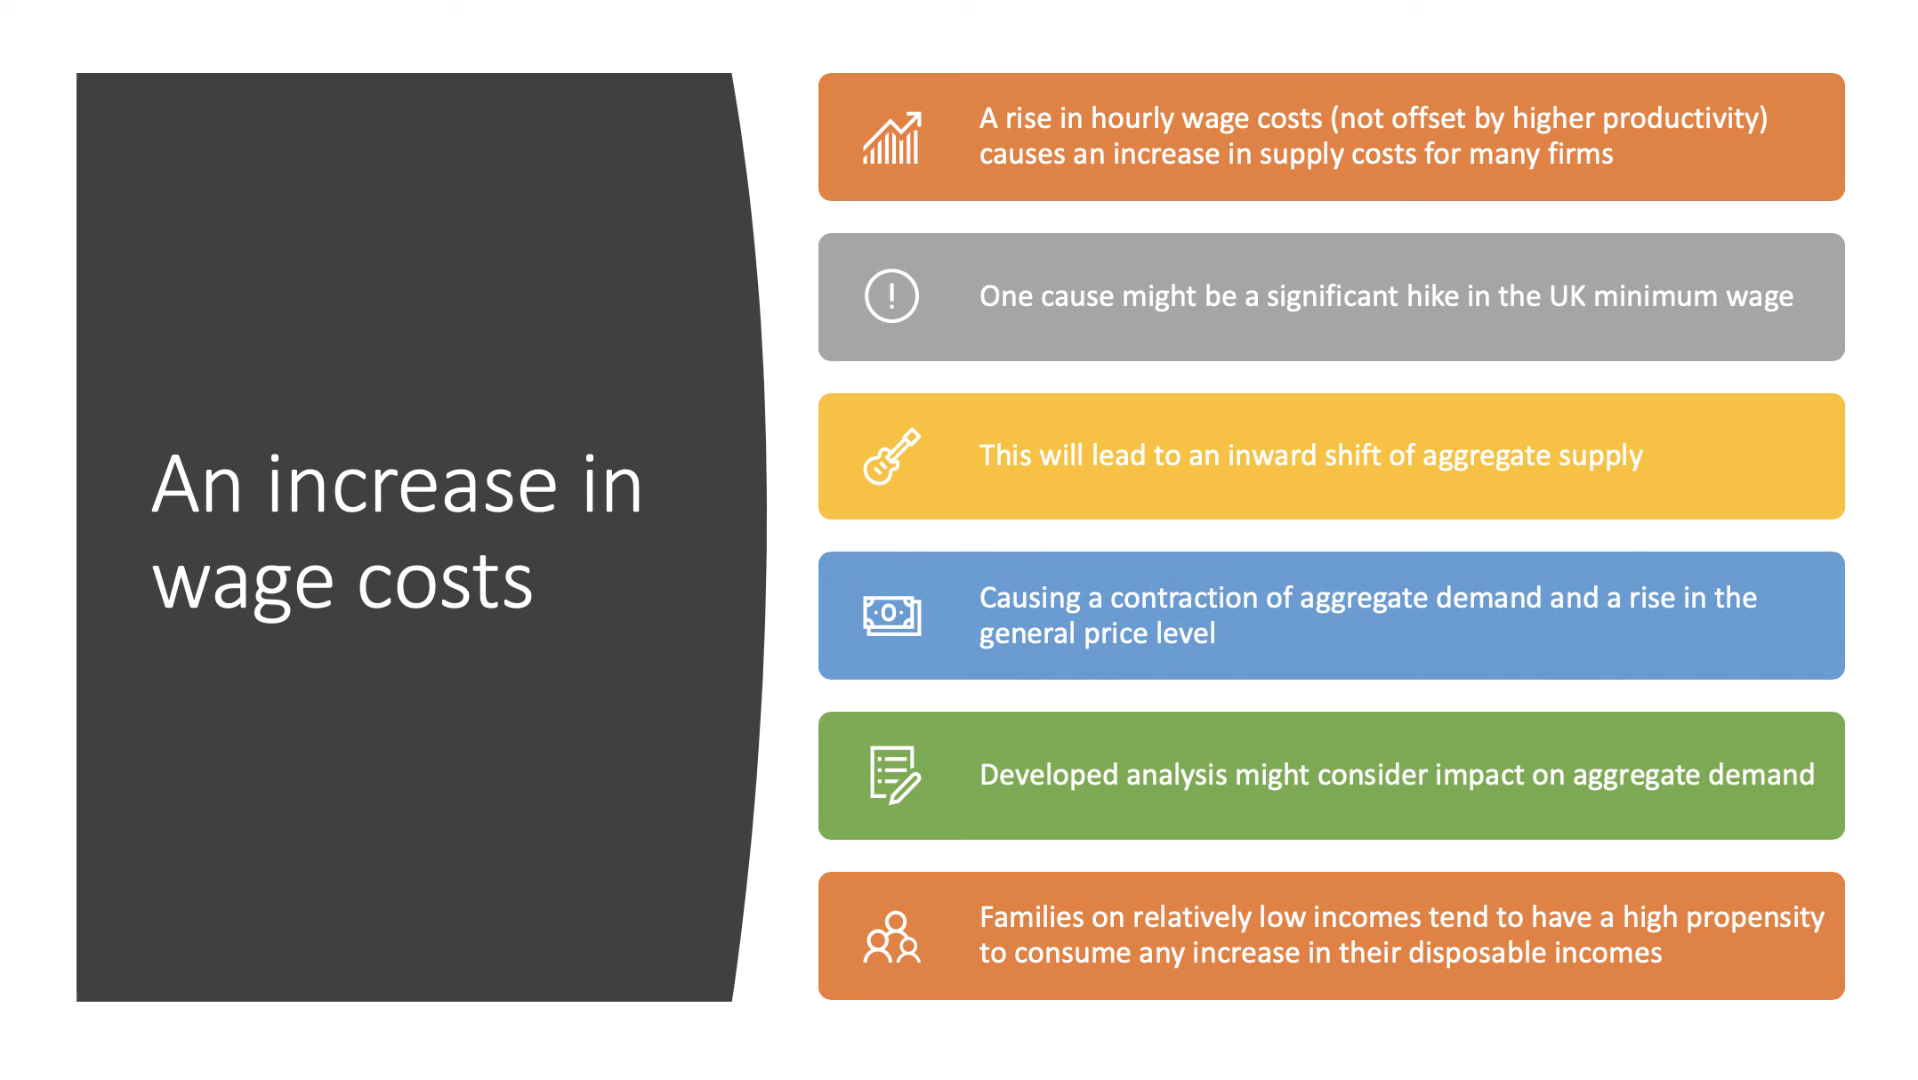 An increase in
wage costs
A rise in hourly wage costs (not offset by higher productivity)
causes an increase in supply costs for many firms
One cause might be a significant hike in the UK minimum wage
This will lead to an inward shift of aggregate supply
Causing a contraction of aggregate demand and a rise in the
general price level
Developed analysis might consider impact on aggregate demand
Families on relatively low incomes tend to have a high propensity
to consume any increase in their disposable incomes